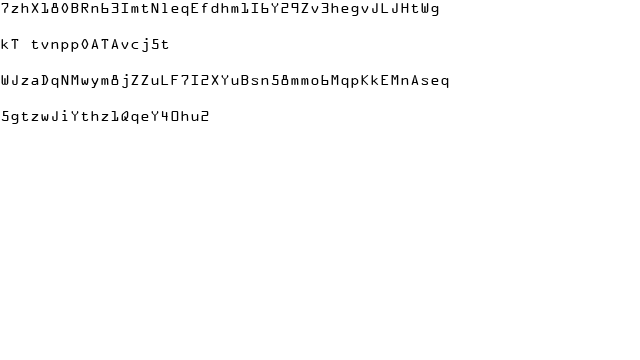 7zhX180BRn63ImtNleqEfdhm1I6Y29Zv3hegvJLJHtWg
kT tvnpp0ATAvcj5t
WJzaDqNMwym8jZZuLF7I2XYuBsn58mmo6MqpKkEMnAseq
5gtzwJiYthz1QqeY4Ohu2